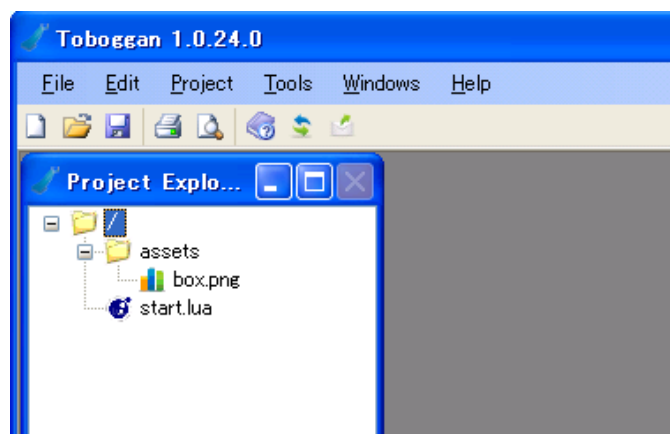 Toboggan 1.0.24.0
File Edit Project Tools Windows Help
Project Explo...
/
assets
box.png
start.lua